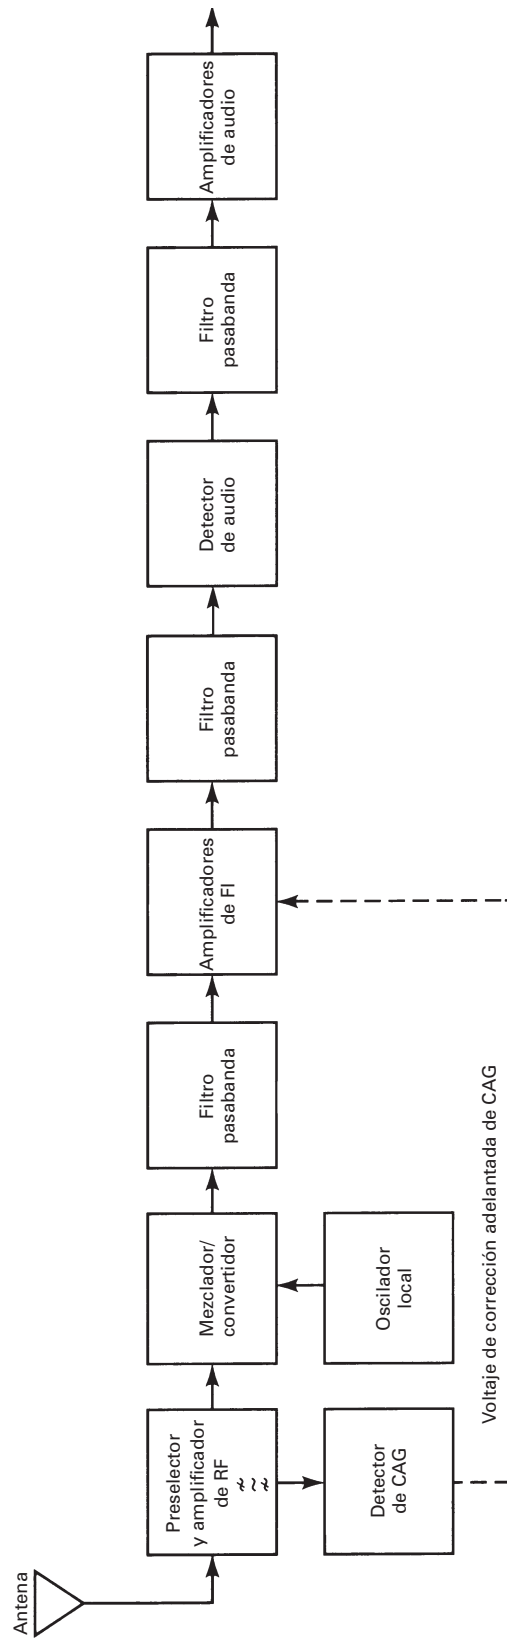 Antena
Preselector
y amplificador
de RF
Mezclador/
convertidor
Filtro
pasabanda
Amplificadores
de FI
Filtro
pasabanda
Detector
de audio
Filtro
pasabanda
Amplificadores
de audio
Detector
de CAG
Oscilador
local
Voltaje de corrección adelantada de CAG